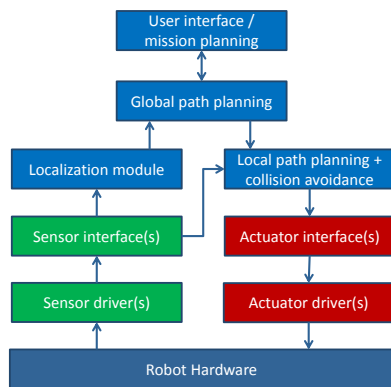 User interface /
mission planning
Global path planning
Localization module
Local path planning +
collision avoidance
Sensor interface(s)
Actuator interface(s)
Sensor driver(s)
Actuator driver(s)
Robot Hardware